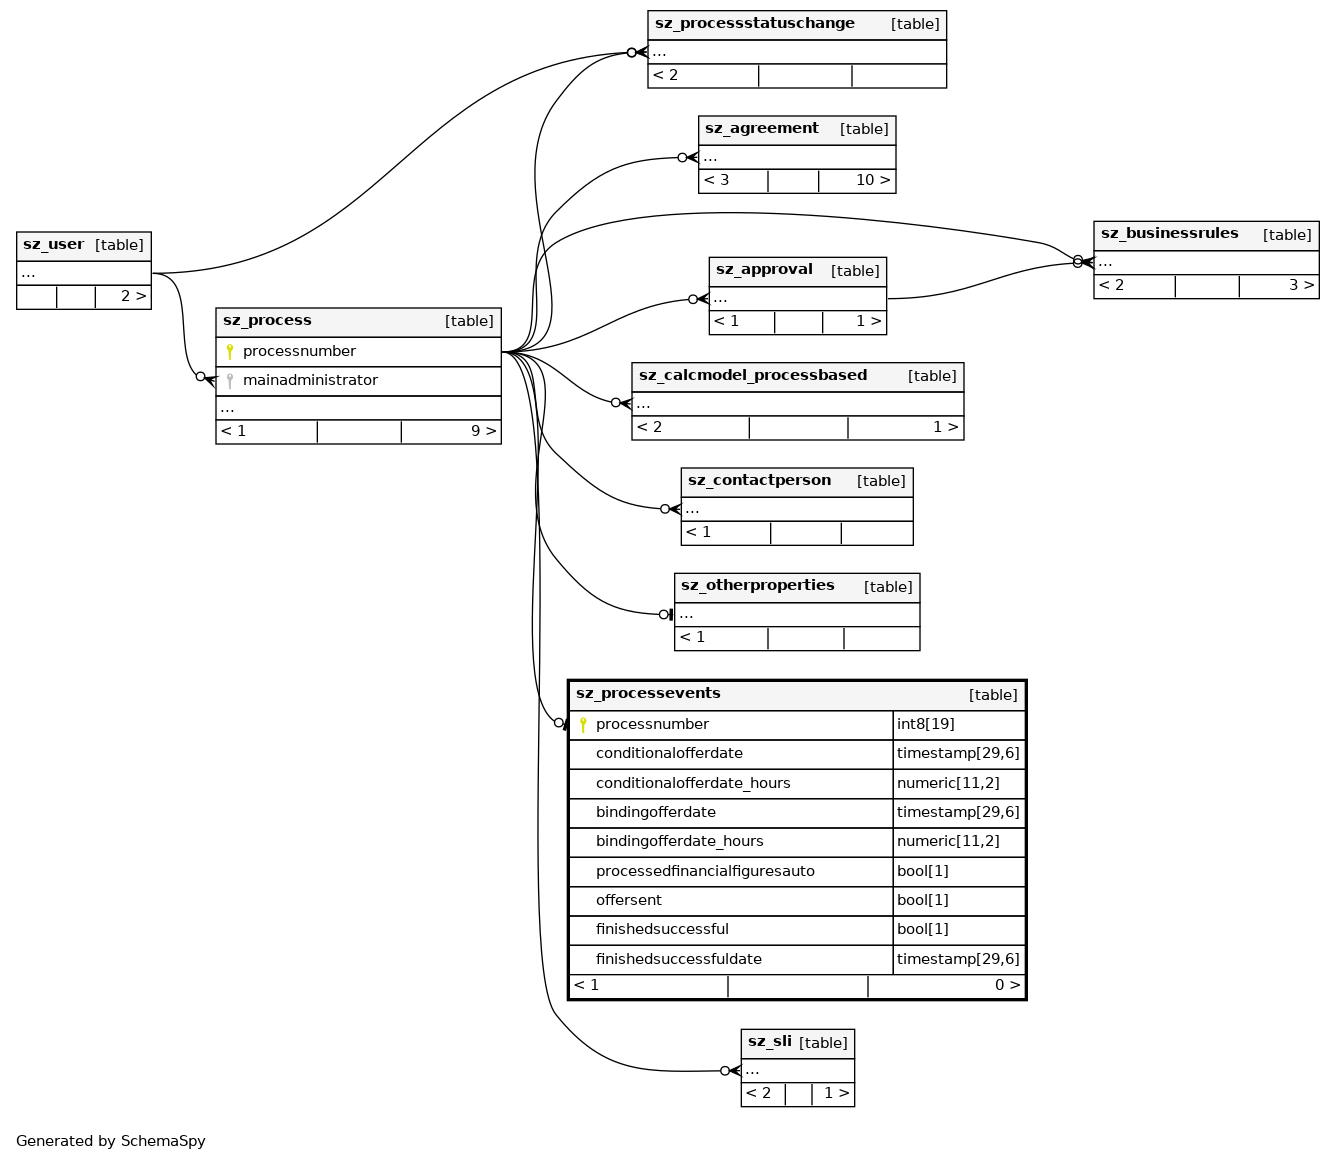 sz_processstatuschange [table]
...
< 2
sz_agreement [table]
...
< 3 10 >
sz_user [table]
...
2 >
sz_businessrules [table]
...
< 2 3 >
sz_approval [table]
...
< 1 1 >
sz_process [table]
processnumber
mainadministrator
...
< 1 9 >
sz_calcmodel_processbased [table]
...
< 2 1 >
sz_contactperson [table]
...
< 1
sz_otherproperties [table]
...
< 1
sz_processevents [table]
processnumber int8[19]
conditionalofferdate timestamp[29,6]
conditionalofferdate_hours numeric[11,2]
bindingofferdate timestamp[29,6]
bindingofferdate_hours numeric[11,2]
processedfinancialfiguresauto bool[1]
offersent bool[1]
finishedsuccessful bool[1]
finishedsuccessfuldate timestamp[29,6]
< 1 0 >
sz_sli [table]
...
< 2 1 >
Generated by SchemaSpy